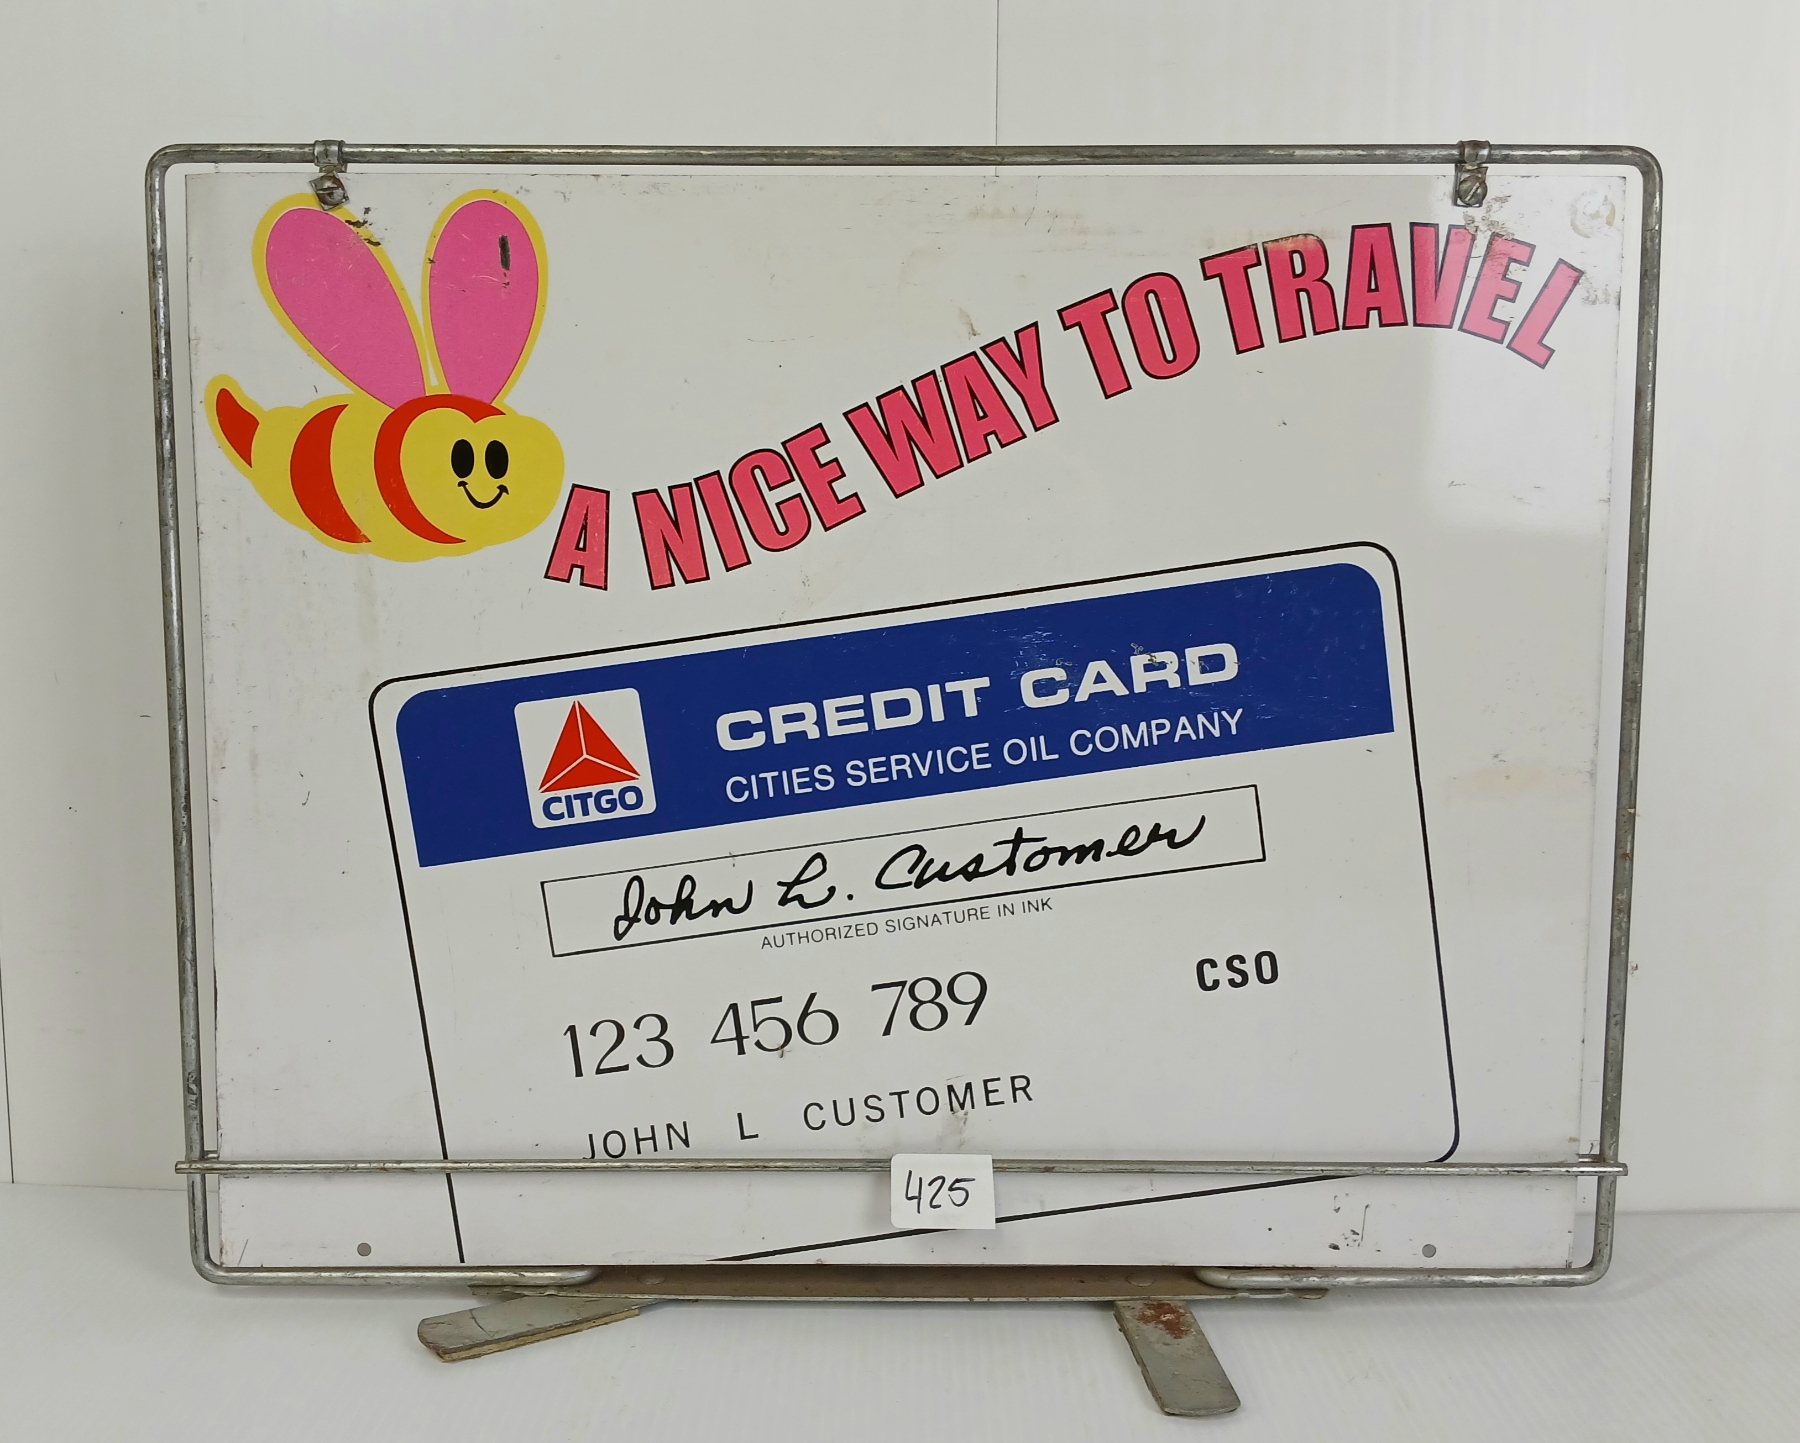 A NICE WAY TO TRAVEL
CREDIT CARD
CITIES SERVICE OIL COMPANY
CITGO
John L. Customer
AUTHORIZED SIGNATURE IN INK
123 456 789
CSO
JOHN L CUSTOMER
425